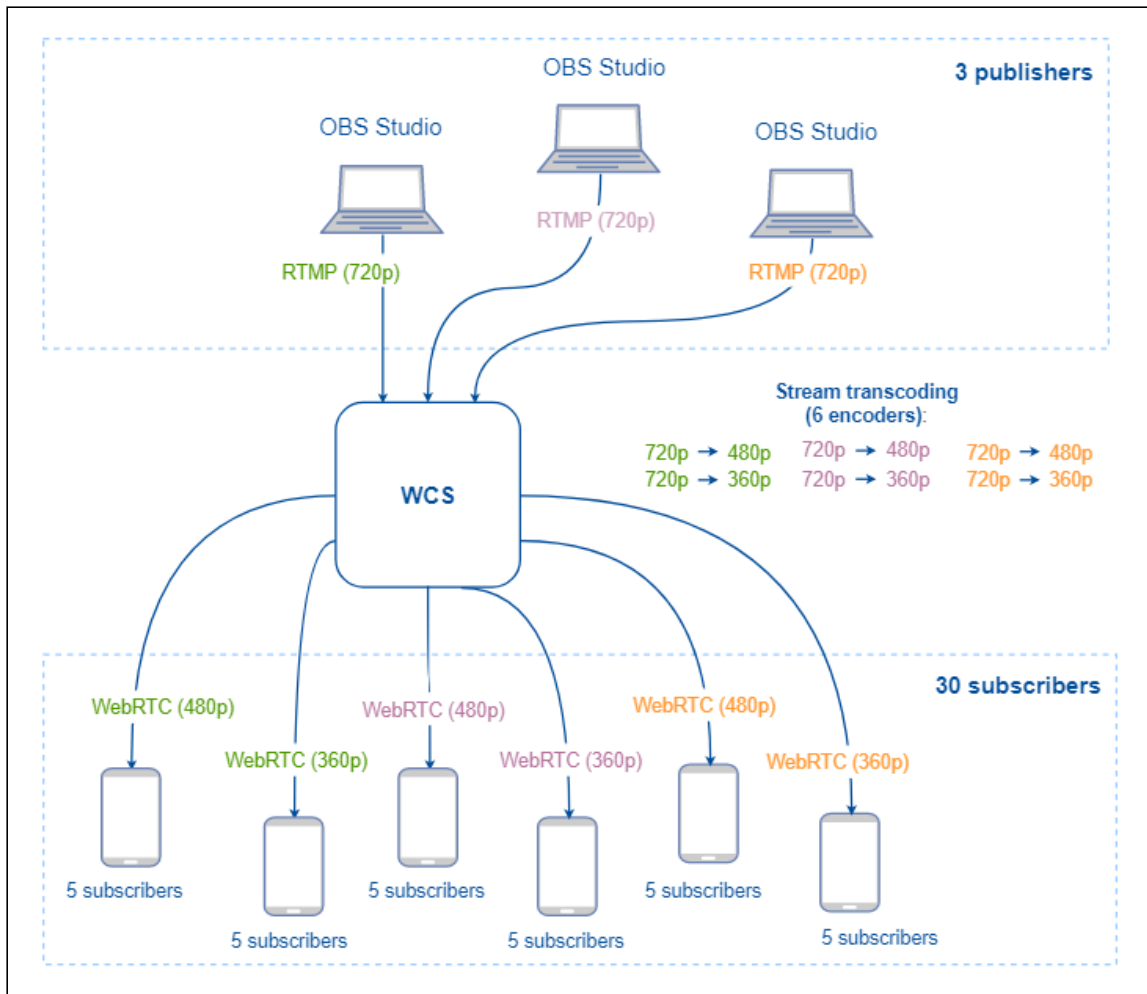 3 publishers
OBS Studio
OBS Studio
OBS Studio
RTMP (720p)
RTMP (720p)
RTMP (720p)
Stream transcoding
(6 encoders):
720p → 480p
720p → 480p
720p → 480p
720p → 360p
720p → 360p
720p → 360p
WCS
30 subscribers
WebRTC (480p)
WebRTC (480p)
WebRTC (480p)
WebRTC (360p)
WebRTC (360p)
WebRTC (360p)
5 subscribers
5 subscribers
5 subscribers
5 subscribers
5 subscribers
5 subscribers